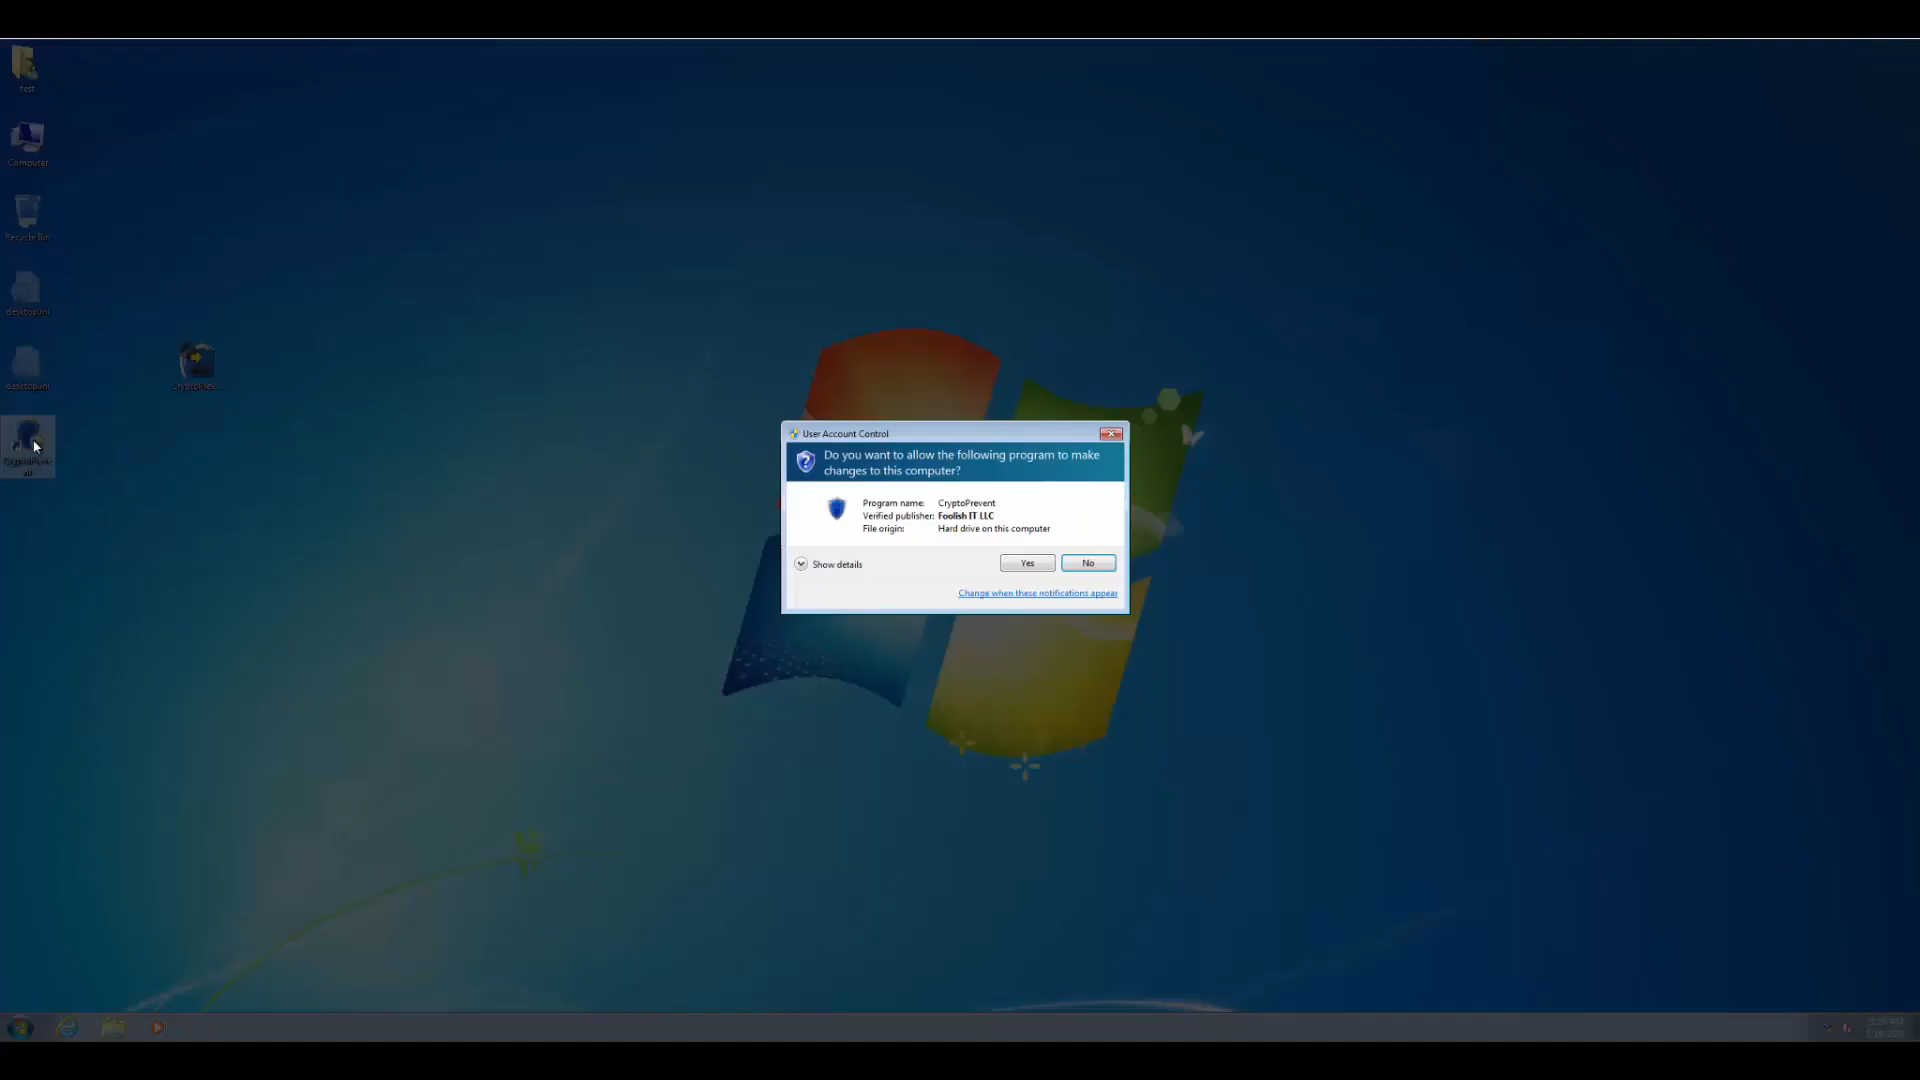 test
Computer
Recycle Bin
desktop.ini
desktop.ini
User Account Control
Do you want to allow the following program to make
changes to this computer?
Program name: CryptoPrevent
Verified publisher: Foolish IT LLC
File origin: Hard drive on this computer
Show details
Yes
No
Change when these notifications appear